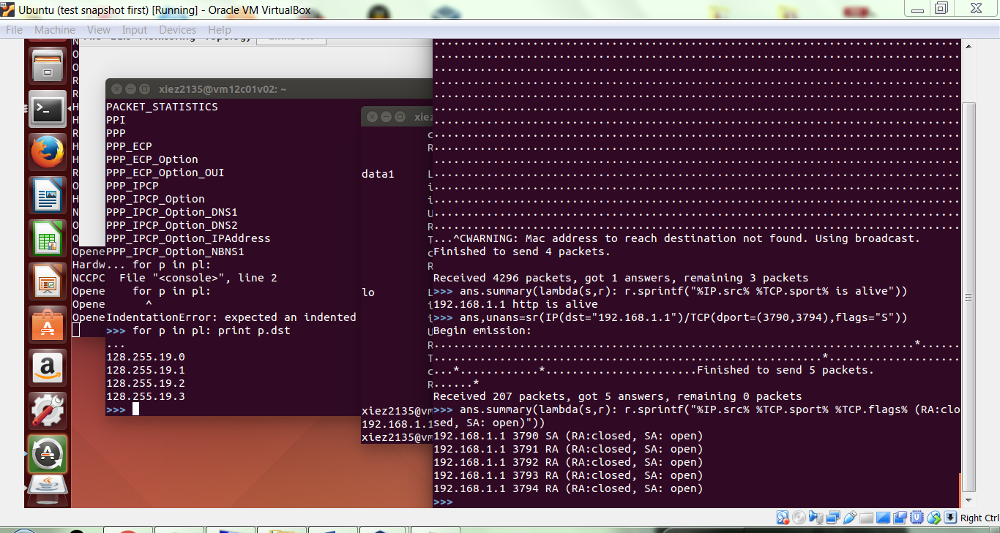 Ubuntu (test snapshot first) [Running] - Oracle VM VirtualBox
File Machine View Input Devices Help
xiez2135@vm12c01v02: ~
PACKET_STATISTICS
PPI
PPP
PPP_ECP
PPP_ECP_Option
PPP_ECP_Option_OUI
PPP_IPCP
PPP_IPCP_Option
PPP_IPCP_Option_DNS1
PPP_IPCP_Option_DNS2
PPP_IPCP_Option_IPAddress
PPP_IPCP_Option_NBNS1
... for p in pl:
File "<console>", line 2
for p in pl:
^
IndentationError: expected an indented
>>> for p in pl: print p.dst
...
128.255.19.0
128.255.19.1
128.255.19.2
128.255.19.3
>>>
Opene
Hardw
NCCPC
Opene
Opene
Opene
xiez
data1
lo
xiez2135@vm
192.168.1.1
xiez2135@vm
...^CWARNING: Mac address to reach destination not found. Using broadcast.
Finished to send 4 packets.
Received 4296 packets, got 1 answers, remaining 3 packets
>>> ans.summary(lambda(s,r): r.sprintf("%IP.src% %TCP.sport% is alive"))
192.168.1.1 http is alive
>>> ans,unans=sr(IP(dst="192.168.1.1")/TCP(dport=(3790,3794),flags="S"))
Begin emission:
.........................................................................*......
...........................................................*....................
...*............*.......................Finished to send 5 packets.
......*
Received 207 packets, got 5 answers, remaining 0 packets
>>> ans.summary(lambda(s,r): r.sprintf("%IP.src% %TCP.sport% %TCP.flags% (RA:clo
sed, SA: open)"))
192.168.1.1 3790 SA (RA:closed, SA: open)
192.168.1.1 3791 RA (RA:closed, SA: open)
192.168.1.1 3792 RA (RA:closed, SA: open)
192.168.1.1 3793 RA (RA:closed, SA: open)
192.168.1.1 3794 RA (RA:closed, SA: open)
>>>
Right Ctrl